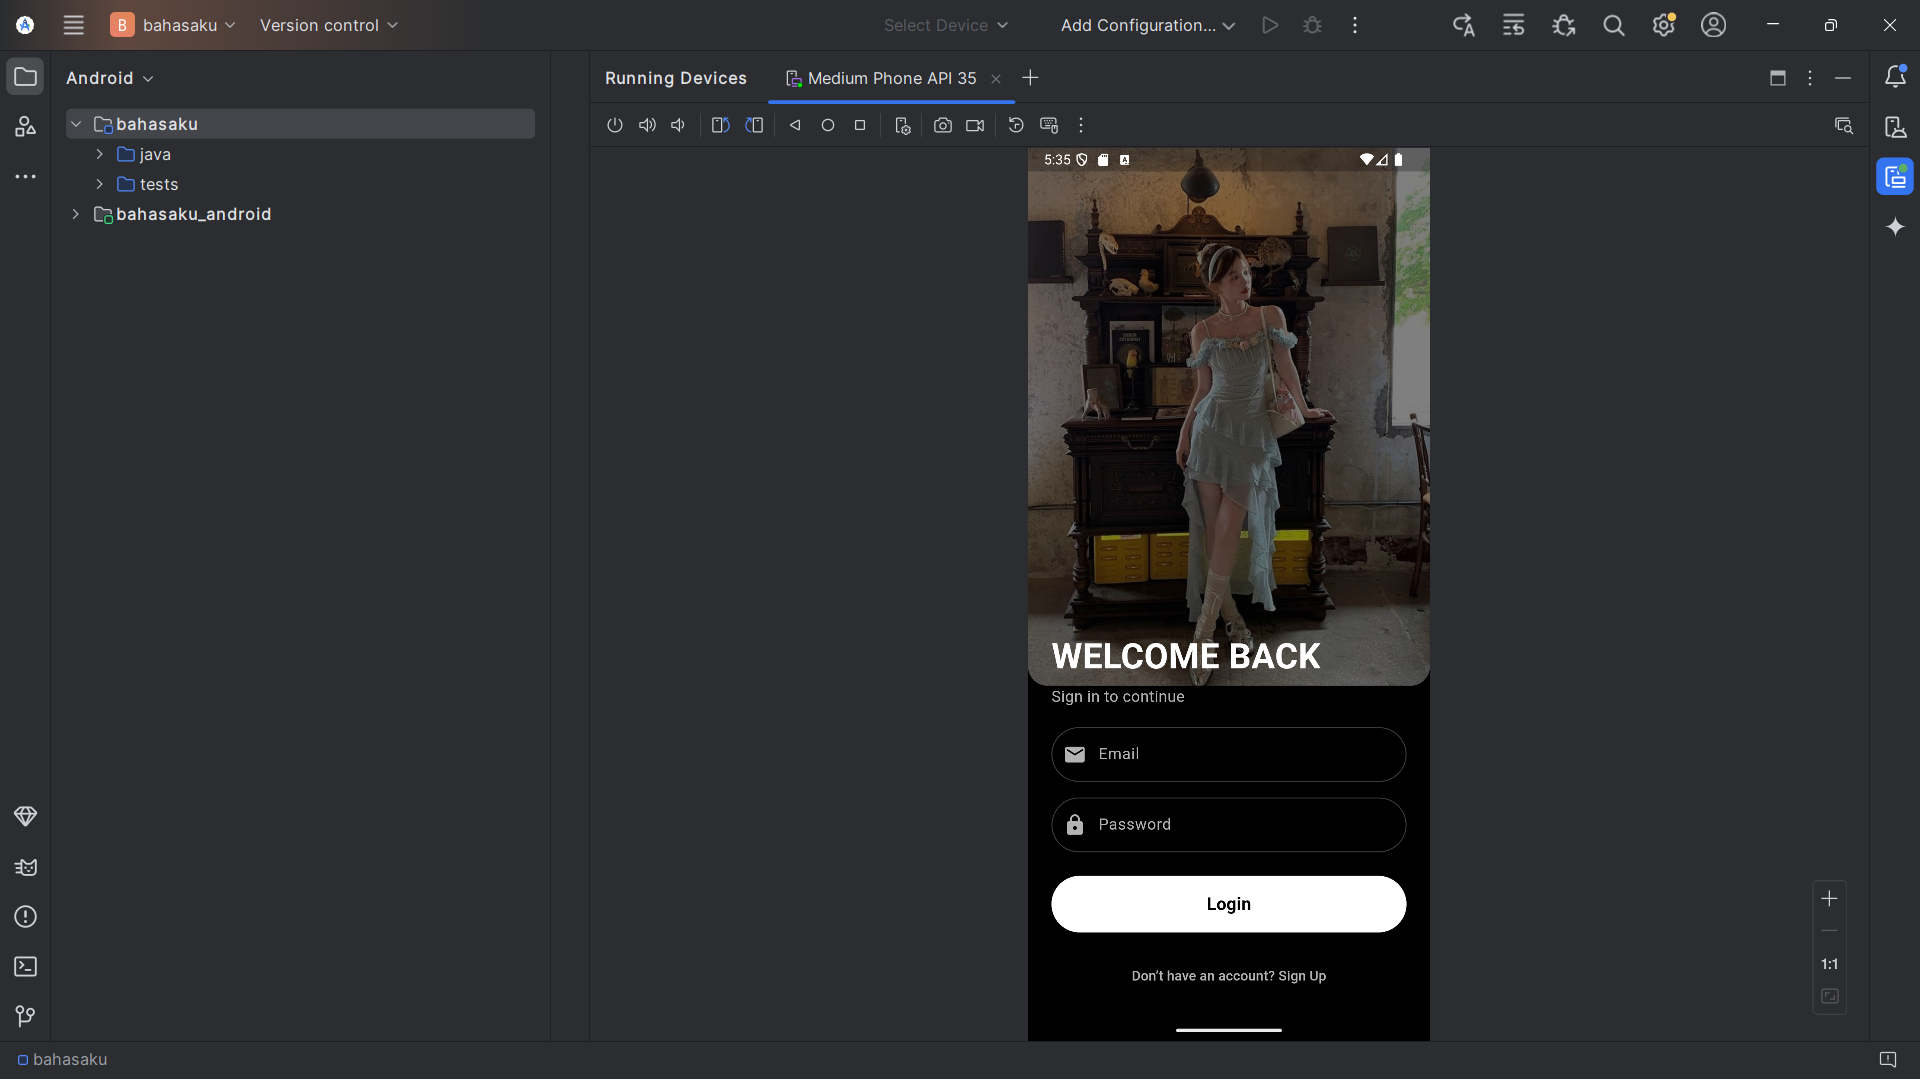 B bahasaku
Version control
Select Device
Add Configuration...
Android
Running Devices
Medium Phone API 35
bahasaku
java
tests
bahasaku_android
5:35
WELCOME BACK
Sign in to continue
Email
Password
Login
Don't have an account? Sign Up
1:1
bahasaku